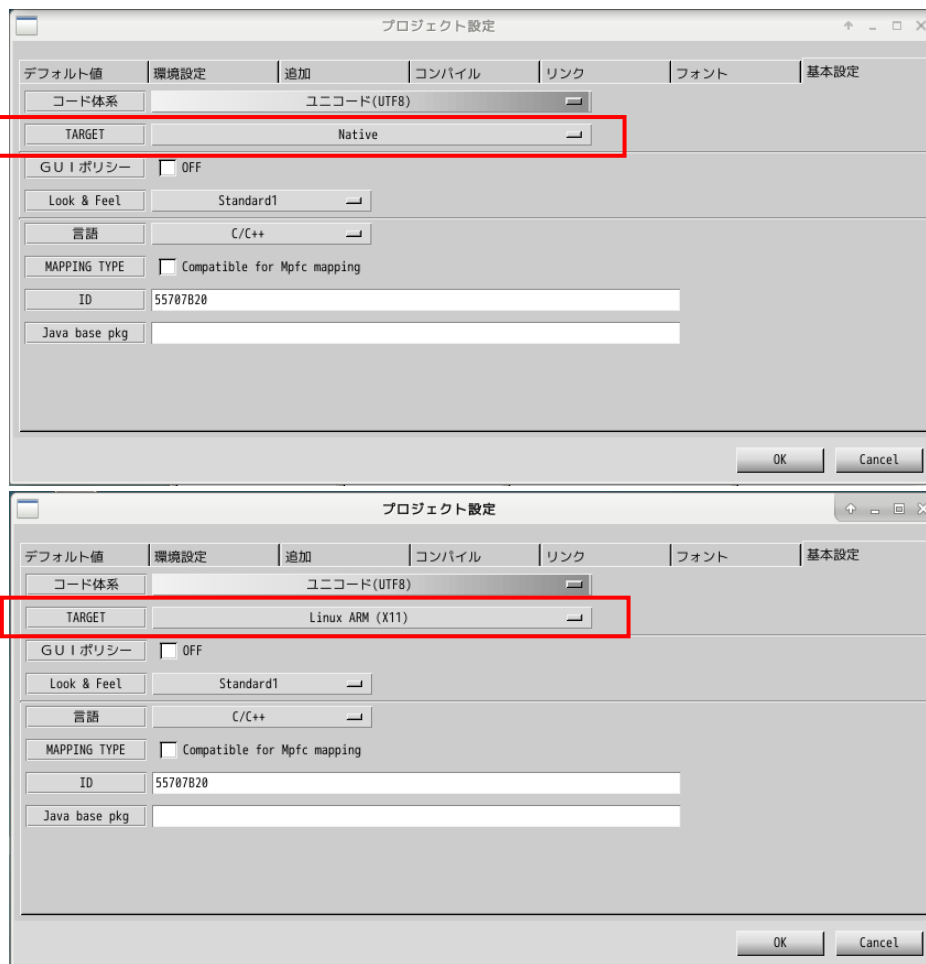 プロジェクト設定
デフォルト値 環境設定 追加 コンパイル リンク フォント 基本設定
コード体系 ユニコード(UTF8)
TARGET Native
GUIポリシー OFF
Look & Feel Standard1
言語 C/C++
MAPPING TYPE Compatible for Mpfc mapping
ID 55707B20
Java base pkg
OK Cancel
プロジェクト設定
デフォルト値 環境設定 追加 コンパイル リンク フォント 基本設定
コード体系 ユニコード(UTF8)
TARGET Linux ARM (X11)
GUIポリシー OFF
Look & Feel Standard1
言語 C/C++
MAPPING TYPE Compatible for Mpfc mapping
ID 55707B20
Java base pkg
OK Cancel